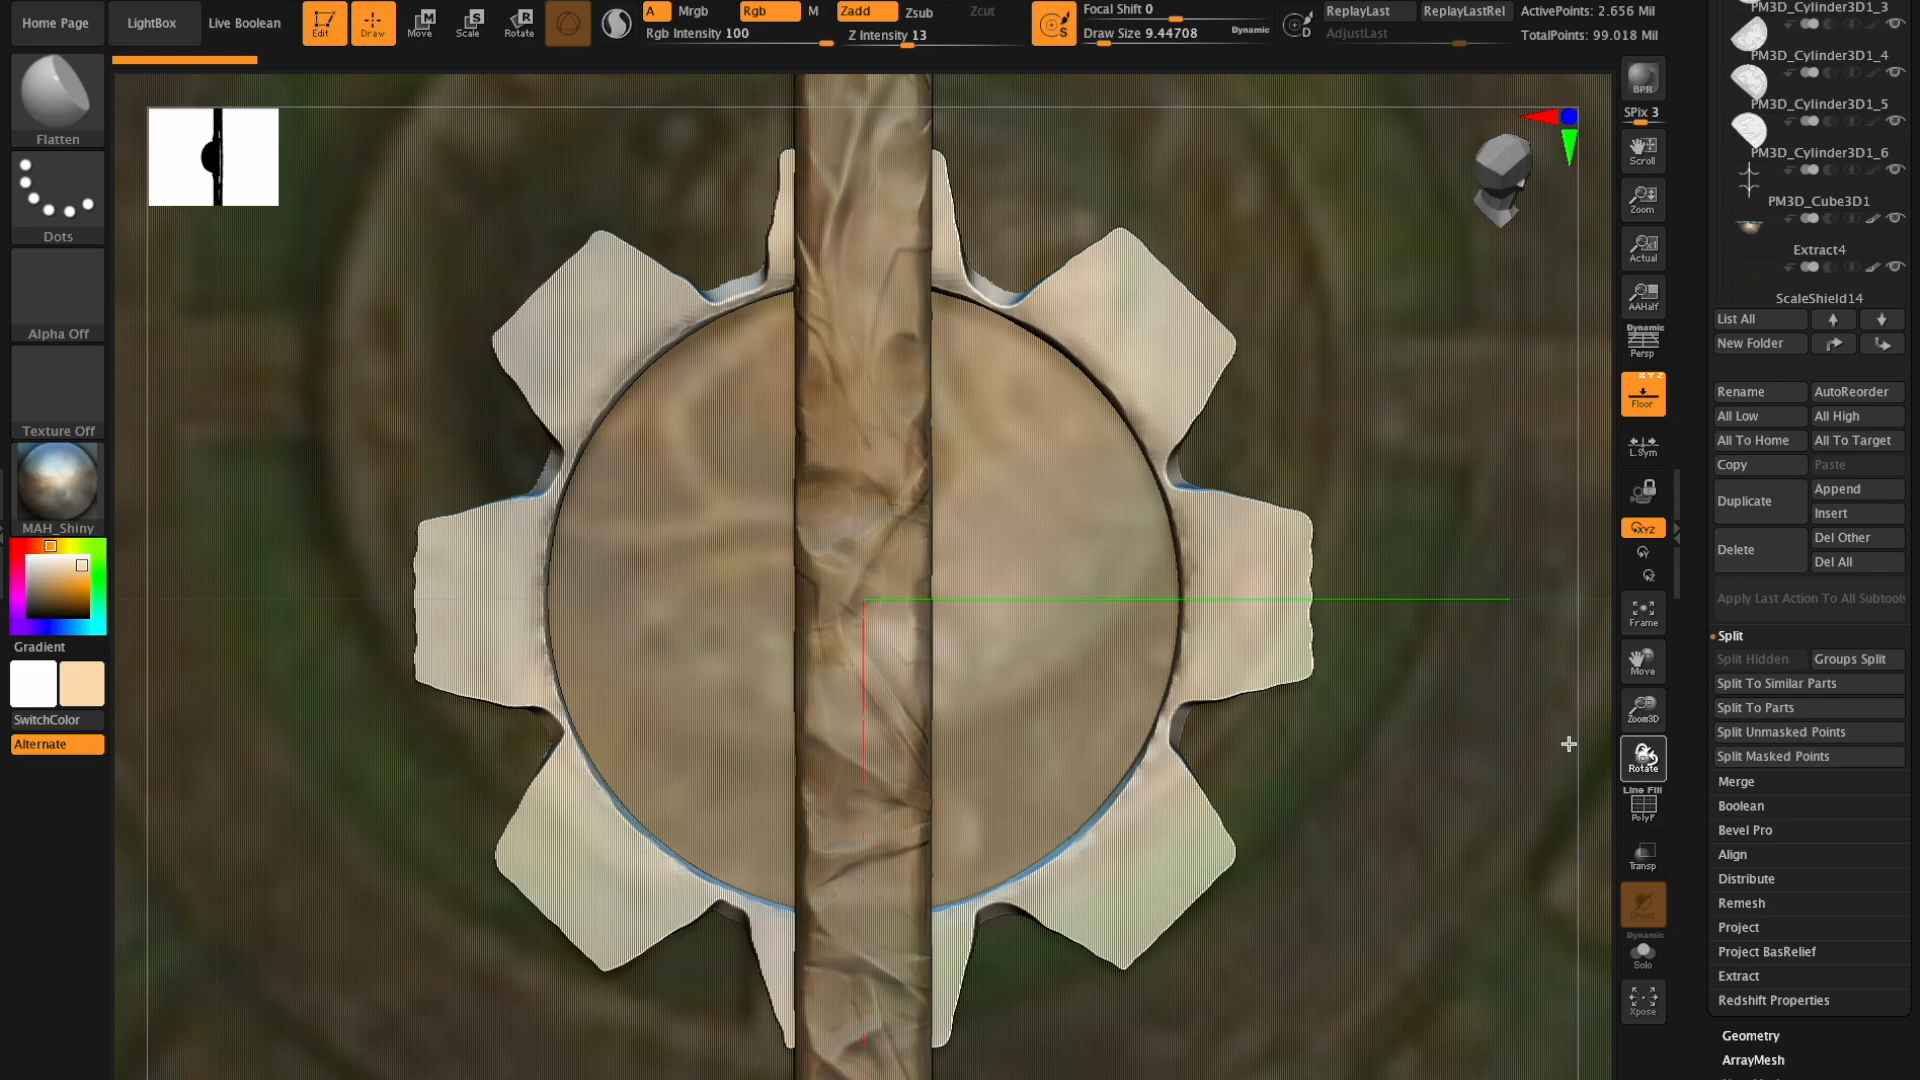 Home Page
LightBox
Live Boolean
Edit
Draw
Move
Scale
Rotate
A
Mrgb
Rgb
M
Zadd
Zsub
Zcut
Rgb Intensity 100
Z Intensity 13
Focal Shift 0
Draw Size 9.44708
Dynamic
ReplayLast
ReplayLastRel
AdjustLast
ActivePoints: 2.656 Mil
TotalPoints: 99.018 Mil
Flatten
Dots
Alpha Off
Texture Off
MAH_Shiny
Gradient
SwitchColor
Alternate
BPR
SPix 3
Scroll
Zoom
Actual
AAHalf
Dynamic
Persp
Floor
L.Sym
XYZ
Frame
Move
Zoom3D
Rotate
Line Fill
PolyF
Transp
Ghost
Dynamic
Solo
Xpose
PM3D_Cylinder3D1_3
PM3D_Cylinder3D1_4
PM3D_Cylinder3D1_5
PM3D_Cylinder3D1_6
PM3D_Cube3D1
Extract4
ScaleShield14
List All
New Folder
Rename
AutoReorder
All Low
All High
All To Home
All To Target
Copy
Paste
Duplicate
Append
Insert
Delete
Del Other
Del All
Apply Last Action To All Subtools
Split
Split Hidden
Groups Split
Split To Similar Parts
Split To Parts
Split Unmasked Points
Split Masked Points
Merge
Boolean
Bevel Pro
Align
Distribute
Remesh
Project
Project BasRelief
Extract
Redshift Properties
Geometry
ArrayMesh